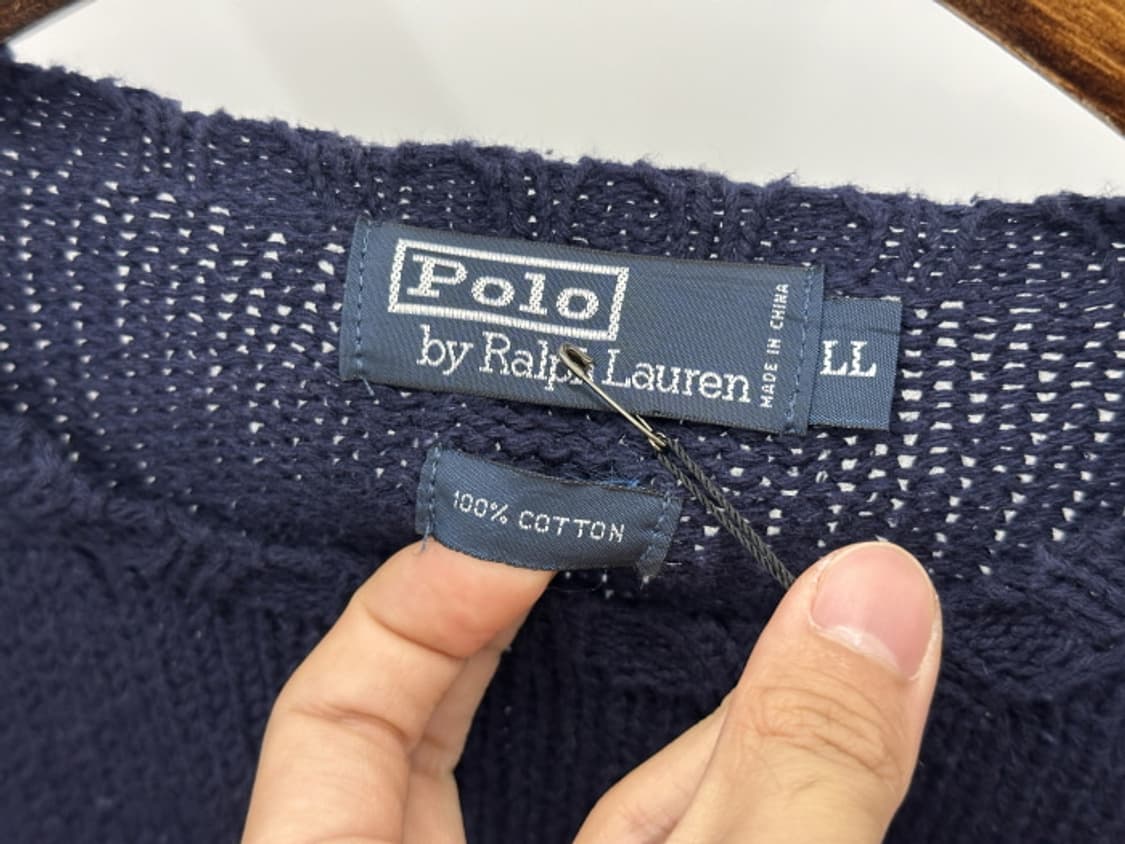 Polo
by Ralph Lauren
MADE IN CHINA
LL
100% COTTON